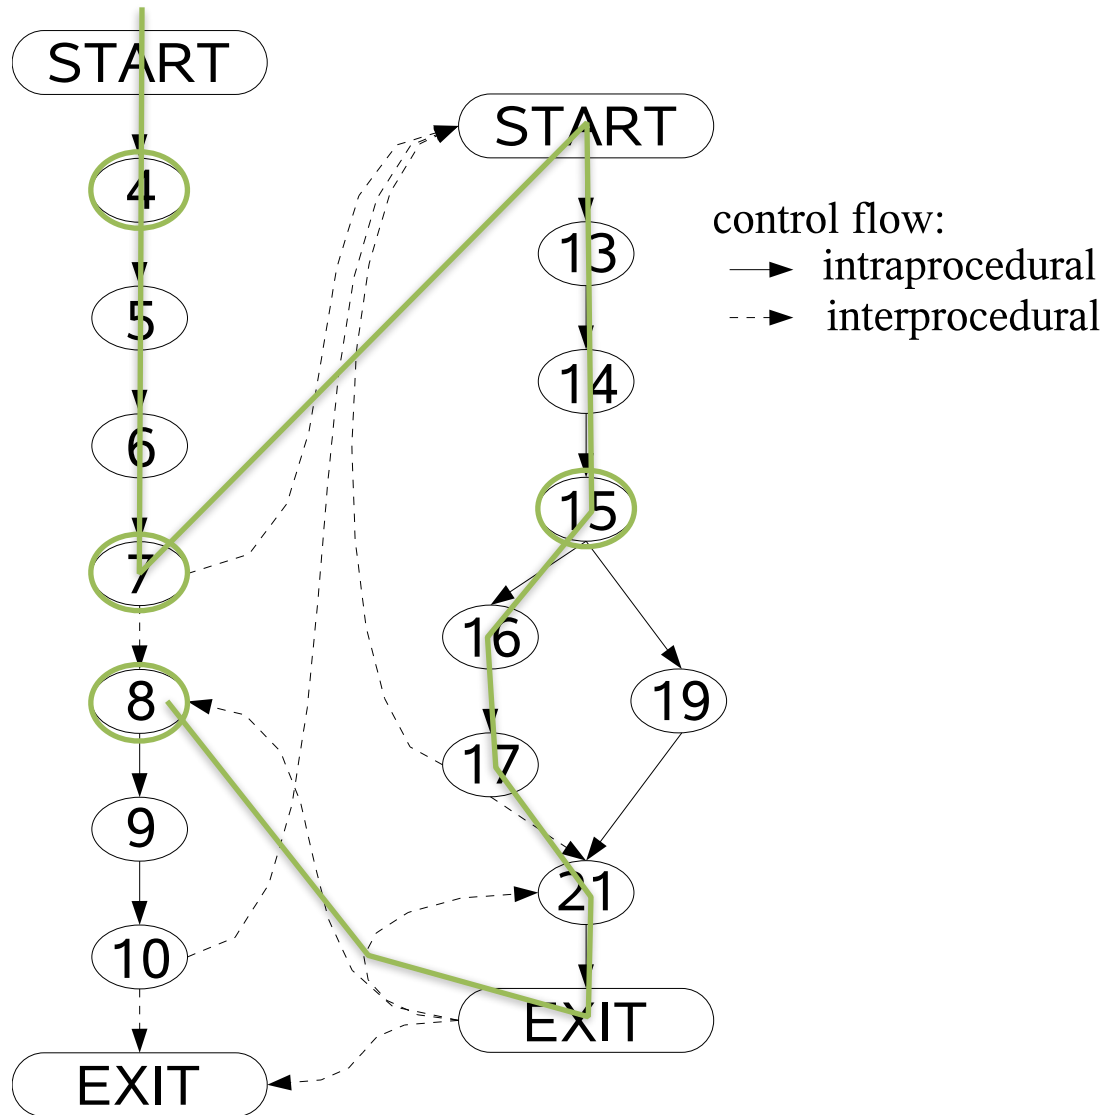 START
4
5
6
7
8
9
10
EXIT
START
13
14
15
16
19
17
21
EXIT
control flow:
intraprocedural
interprocedural